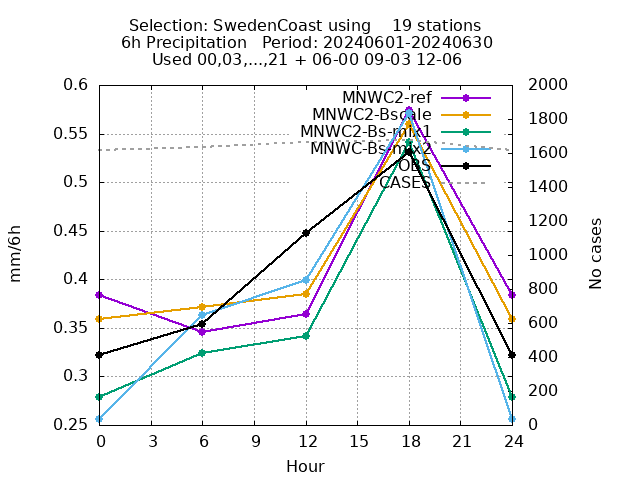 Selection: SwedenCoast using 19 stations
6h Precipitation Period: 20240601-20240630
Used 00,03,...,21 + 06-00 09-03 12-06
0.6
0.55
0.5
0.45
0.4
0.35
0.3
0.25
mm/6h
MNWC2-ref
MNWC2-Bscale
MNWC2-Bs-mix1
MNWC-Bs-mix2
OBS
CASES
2000
1800
1600
1400
1200
1000
800
600
400
200
0
No cases
0 3 6 9 12 15 18 21 24
Hour